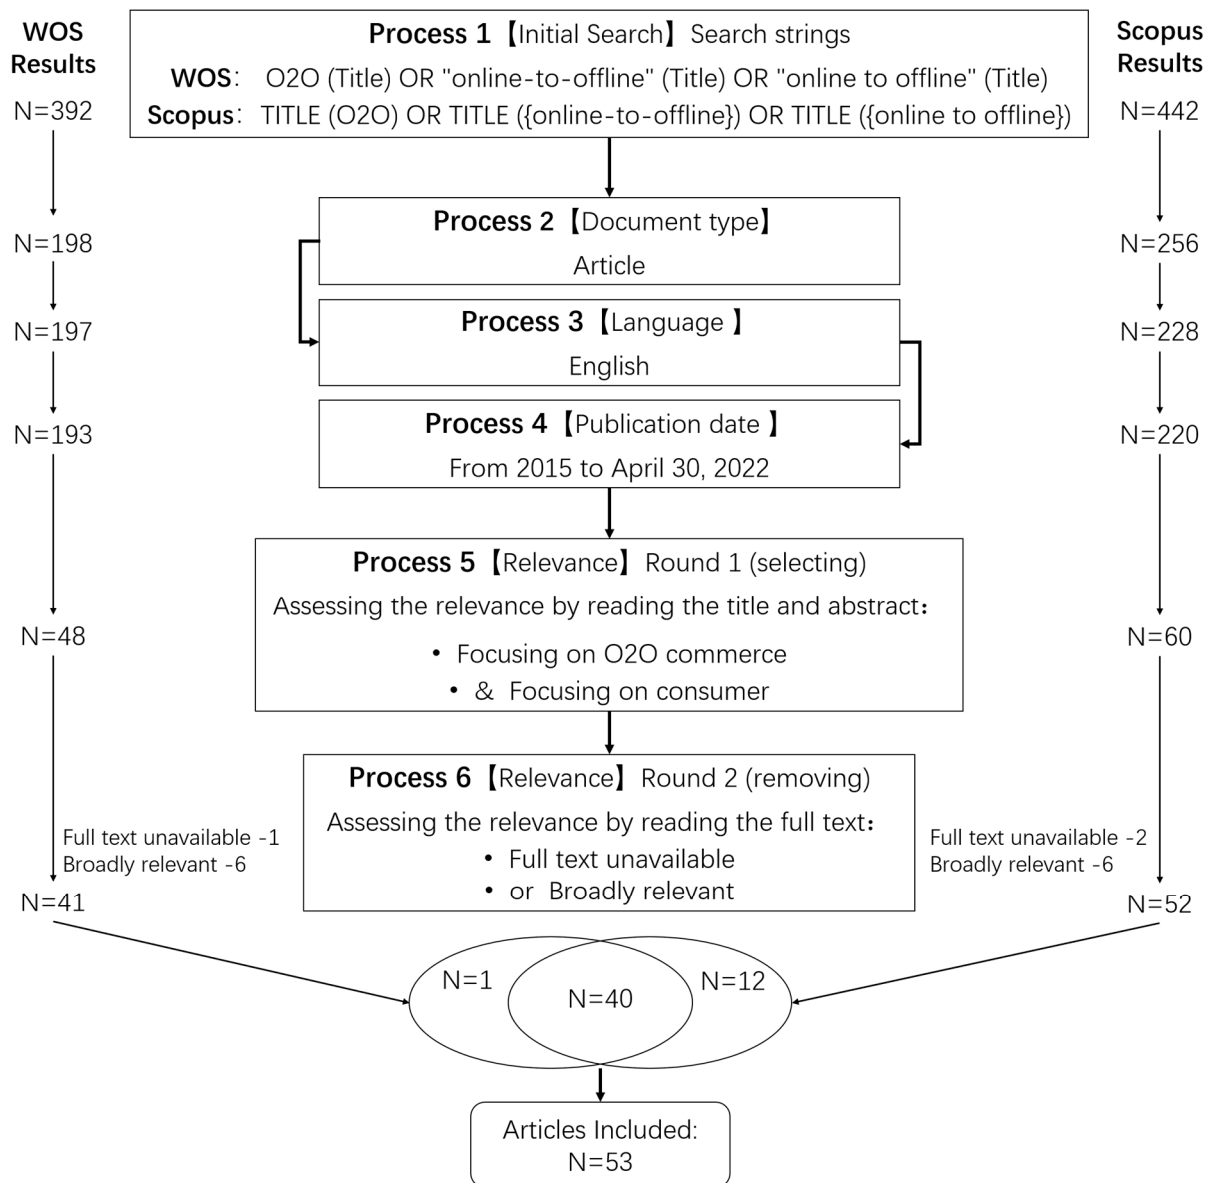 WOS
Results
Process 1【Initial Search】Search strings
WOS： O2O (Title) OR "online-to-offline" (Title) OR "online to offline" (Title)
Scopus： TITLE (O2O) OR TITLE ({online-to-offline}) OR TITLE ({online to offline})
Scopus
Results
N=392
N=442
Process 2【Document type】
Article
N=198
N=256
Process 3【Language 】
English
N=197
N=228
Process 4【Publication date 】
From 2015 to April 30, 2022
N=193
N=220
Process 5【Relevance】Round 1 (selecting)
Assessing the relevance by reading the title and abstract：
• Focusing on O2O commerce
• & Focusing on consumer
N=48
N=60
Process 6【Relevance】Round 2 (removing)
Assessing the relevance by reading the full text：
• Full text unavailable
• or Broadly relevant
Full text unavailable -1
Broadly relevant -6
Full text unavailable -2
Broadly relevant -6
N=41
N=52
N=1
N=40
N=12
Articles Included:
N=53